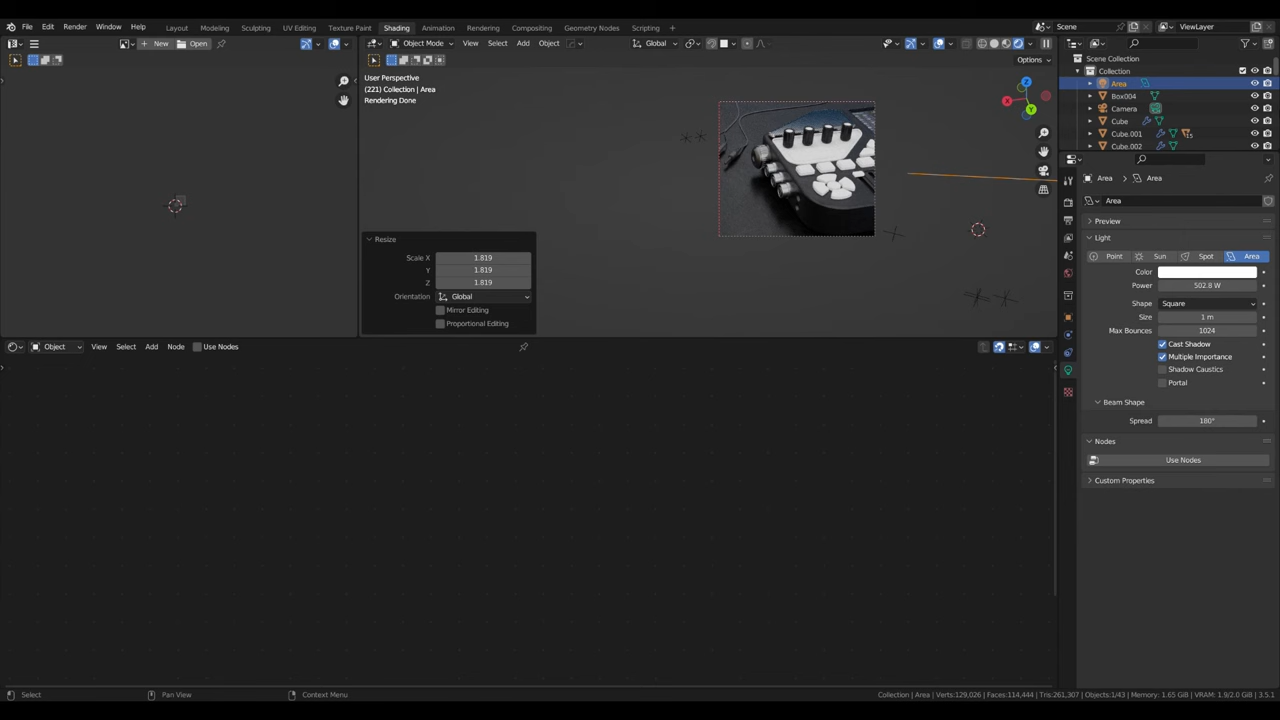 File Edit Render Window Help Layout Modeling Sculpting UV Editing Texture Paint Shading Animation Rendering Compositing Geometry Nodes Scripting + Scene ViewLayer
+ New Open Object Mode View Select Add Object Global
Options
User Perspective
(221) Collection | Area
Rendering Done
Scene Collection
Collection
Area
Box004
Camera
Cube
Cube.001
Cube.002
X
Y
Z
Resize
Scale X 1.819
Y 1.819
Z 1.819
Orientation Global
Mirror Editing
Proportional Editing
Object View Select Add Node Use Nodes
Area > Area
Area
Preview
Light
Point Sun Spot Area
Color
Power 502.8 W
Shape Square
Size 1 m
Max Bounces 1024
Cast Shadow
Multiple Importance
Shadow Caustics
Portal
Beam Shape
Spread 180°
Nodes
Use Nodes
Custom Properties
Select Pan View Context Menu Collection | Area | Verts:129,026 | Faces:114,444 | Tris:261,307 | Objects:1/43 | Memory: 1.65 GiB | VRAM: 1.9/2.0 GiB | 3.5.1